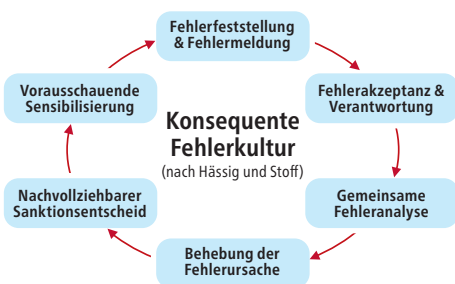 Fehlerfeststellung
& Fehlermeldung
Fehlerakzeptanz &
Verantwortung
Gemeinsame
Fehleranalyse
Behebung der
Fehlerursache
Nachvollziehbarer
Sanktionsentscheid
Vorausschauende
Sensibilisierung
Konsequente
Fehlerkultur
(nach Hässig und Stoff)